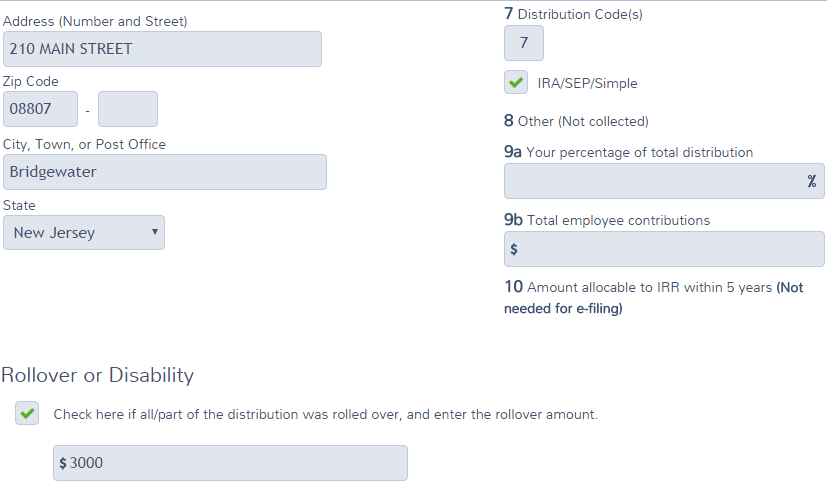 Address (Number and Street)
210 MAIN STREET
Zip Code
08807 -
City, Town, or Post Office
Bridgewater
State
New Jersey
7 Distribution Code(s)
7
IRA/SEP/Simple
8 Other (Not collected)
9a Your percentage of total distribution
%
9b Total employee contributions
$
10 Amount allocable to IRR within 5 years (Not
needed for e-filing)
Rollover or Disability
Check here if all/part of the distribution was rolled over, and enter the rollover amount.
$ 3000